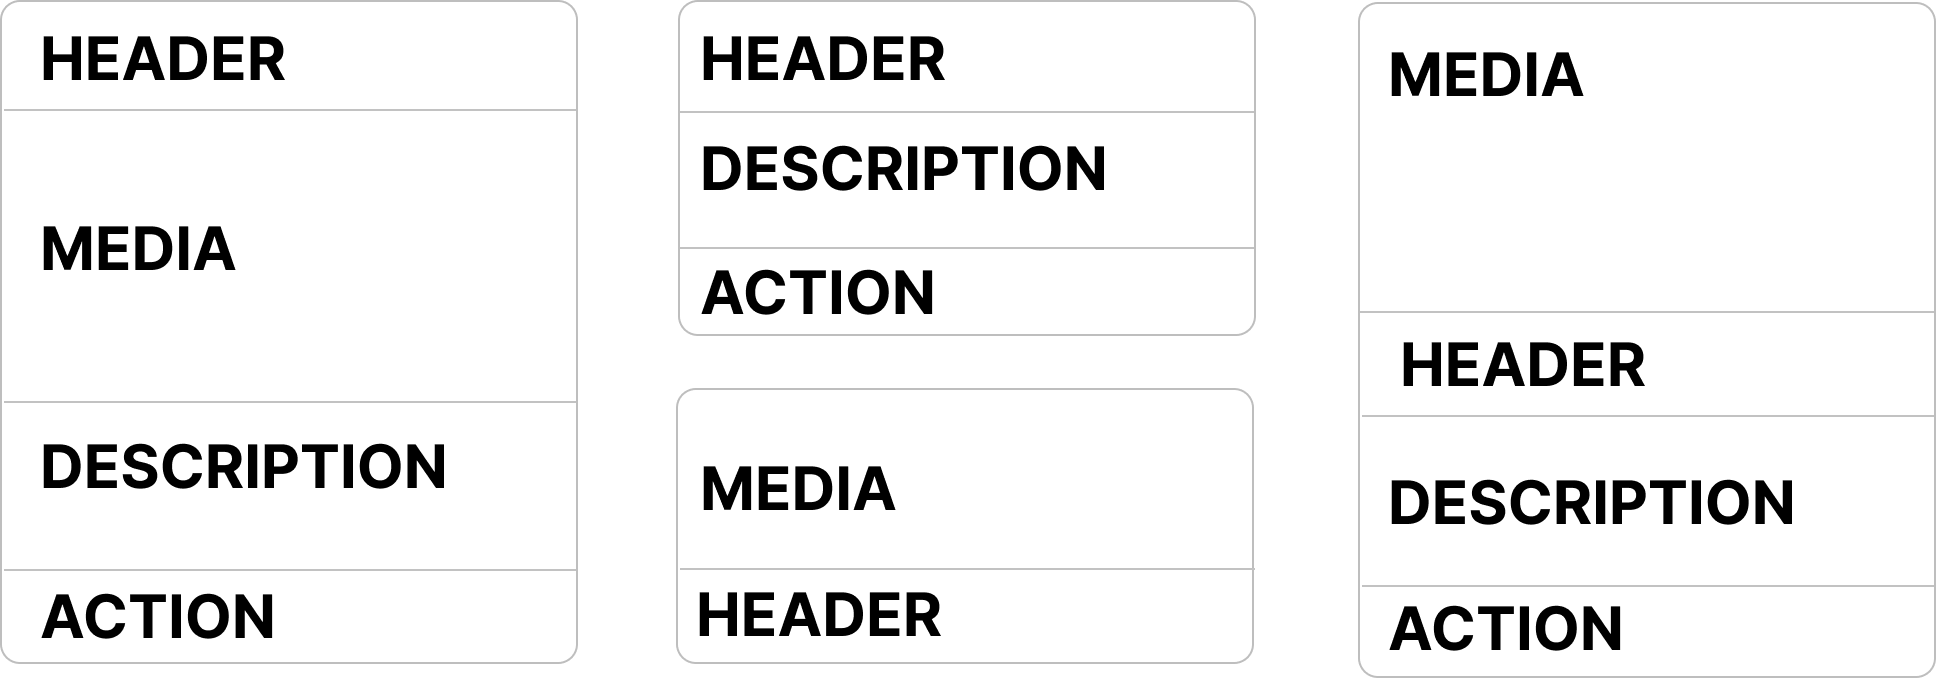 HEADER
MEDIA
DESCRIPTION
ACTION
HEADER
DESCRIPTION
ACTION
MEDIA
HEADER
MEDIA
HEADER
DESCRIPTION
ACTION